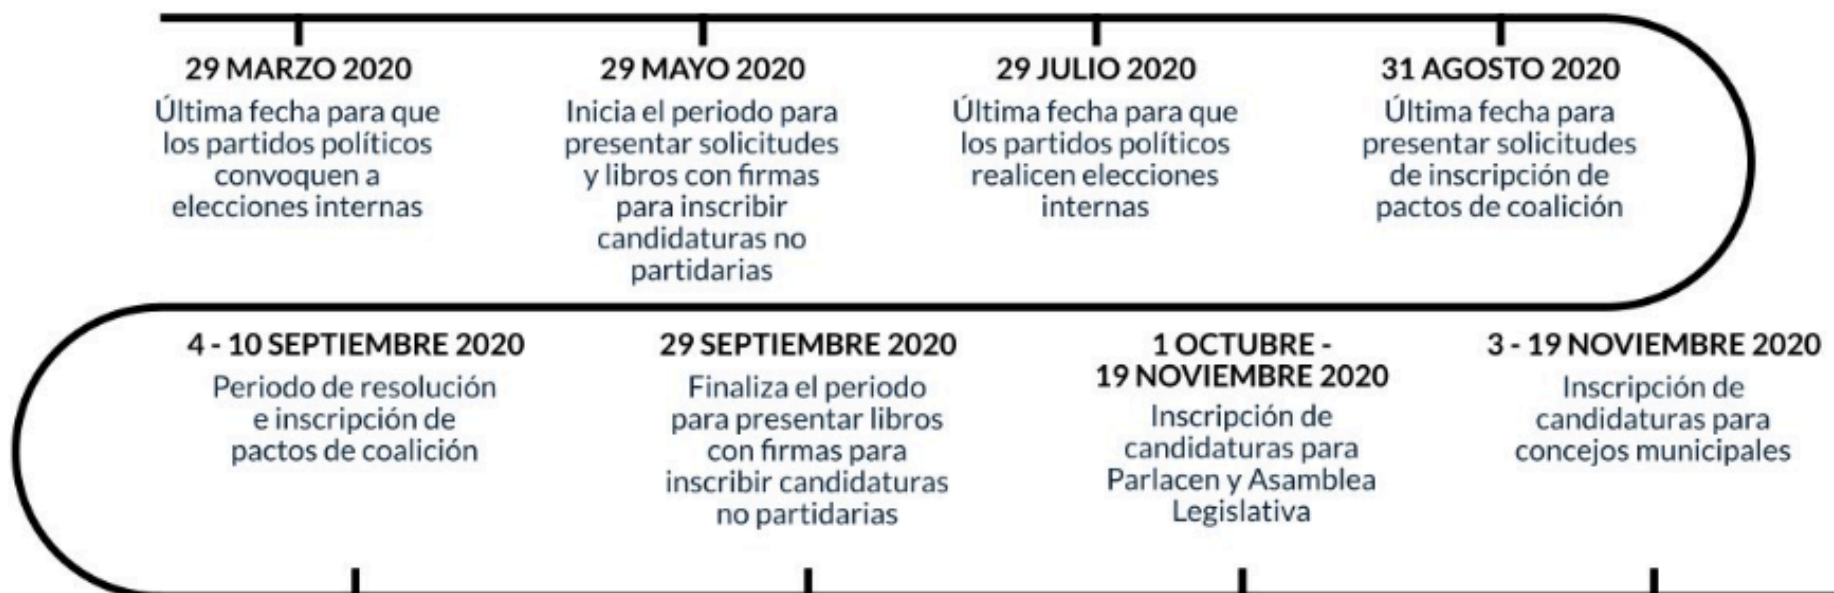 29 MARZO 2020
Última fecha para que
los partidos políticos
convoquen a
elecciones internas
29 MAYO 2020
Inicia el periodo para
presentar solicitudes
y libros con firmas
para inscribir
candidaturas no
partidarias
29 JULIO 2020
Última fecha para que
los partidos políticos
realicen elecciones
internas
31 AGOSTO 2020
Última fecha para
presentar solicitudes
de inscripción de
pactos de coalición
4 - 10 SEPTIEMBRE 2020
Periodo de resolución
e inscripción de
pactos de coalición
29 SEPTIEMBRE 2020
Finaliza el periodo
para presentar libros
con firmas para
inscribir candidaturas
no partidarias
1 OCTUBRE -
19 NOVIEMBRE 2020
Inscripción de
candidaturas para
Parlacen y Asamblea
Legislativa
3 - 19 NOVIEMBRE 2020
Inscripción de
candidaturas para
concejos municipales